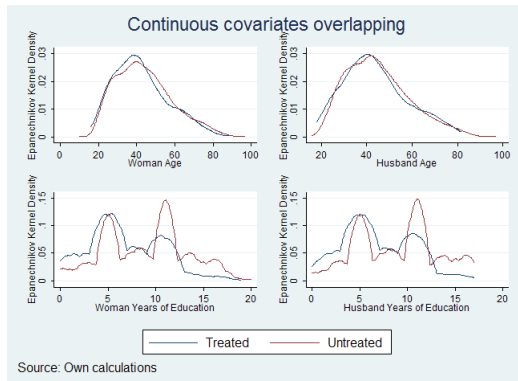 Continuous covariates overlapping
Epanechnikov Kernel Density
0 .01 .02 .03
0 20 40 60 80 100
Woman Age
Epanechnikov Kernel Density
0 .01 .02 .03
20 40 60 80 100
Husband Age
Epanechnikov Kernel Density
0 .05 .1 .15
0 5 10 15 20
Woman Years of Education
Epanechnikov Kernel Density
0 .05 .1 .15
0 5 10 15 20
Husband Years of Education
Treated Untreated
Source: Own calculations